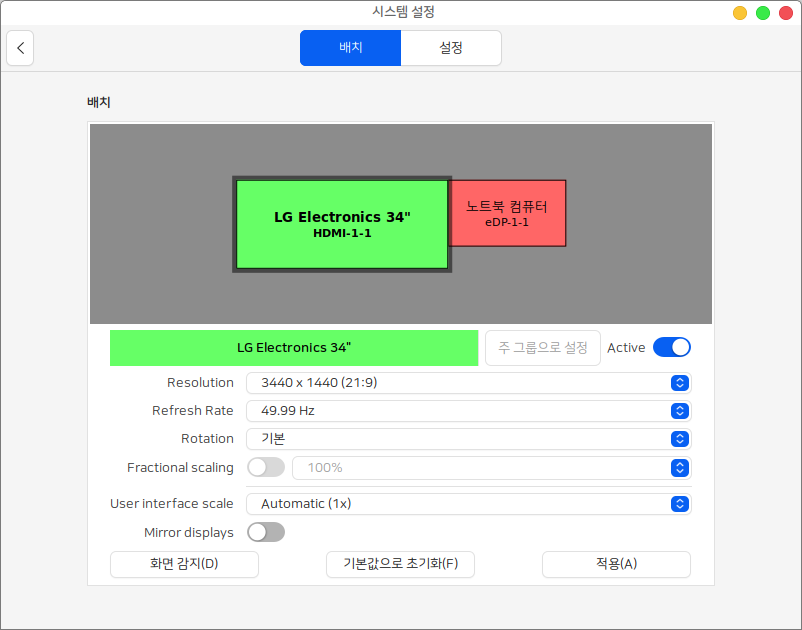 시스템 설정
배치
설정
배치
LG Electronics 34"
HDMI-1-1
노트북 컴퓨터
eDP-1-1
LG Electronics 34"
주 그룹으로 설정
Active
Resolution
3440 x 1440 (21:9)
Refresh Rate
49.99 Hz
Rotation
기본
Fractional scaling
100%
User interface scale
Automatic (1x)
Mirror displays
화면 감지(D)
기본값으로 초기화(F)
적용(A)